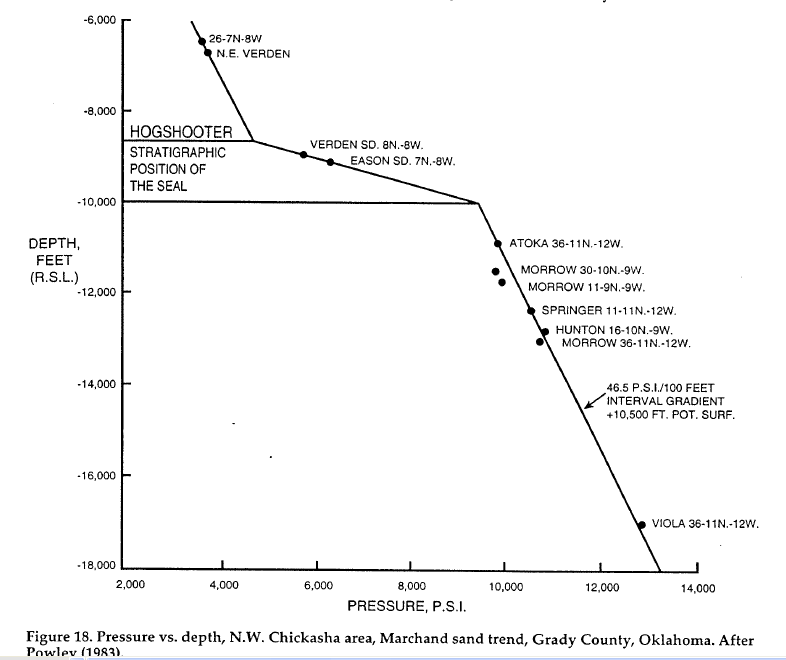 -6,000
26-7N-8W
N.E. VERDEN
-8,000
HOGSHOOTER
STRATIGRAPHIC
POSITION OF
THE SEAL
VERDEN SD. 8N.-8W.
EASON SD. 7N.-8W.
-10,000
DEPTH,
FEET
(R.S.L.)
ATOKA 36-11N.-12W.
MORROW 30-10N.-9W.
MORROW 11-9N.-9W.
-12,000
SPRINGER 11-11N.-12W.
HUNTON 16-10N.-9W.
MORROW 36-11N.-12W.
-14,000
46.5 P.S.I./100 FEET
INTERVAL GRADIENT
+10,500 FT. POT. SURF.
-16,000
VIOLA 36-11N.-12W.
-18,000
2,000 4,000 6,000 8,000 10,000 12,000 14,000
PRESSURE, P.S.I.
Figure 18. Pressure vs. depth, N.W. Chickasha area, Marchand sand trend, Grady County, Oklahoma. After
Powley (1983).